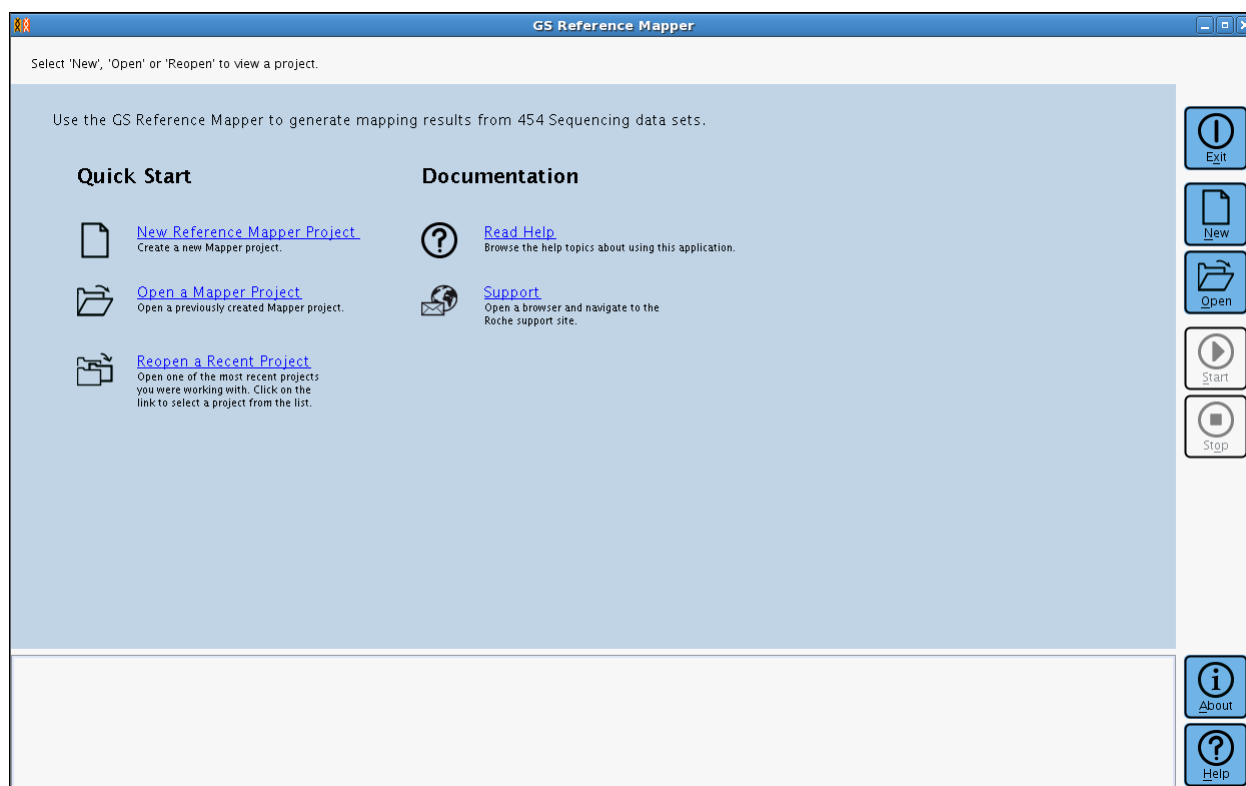 GS Reference Mapper
Select 'New', 'Open' or 'Reopen' to view a project.
Use the GS Reference Mapper to generate mapping results from 454 Sequencing data sets.
Quick Start
New Reference Mapper Project
Create a new Mapper project.
Open a Mapper Project
Open a previously created Mapper project.
Reopen a Recent Project
Open one of the most recent projects
you were working with. Click on the
link to select a project from the list.
Documentation
Read Help
Browse the help topics about using this application.
Support
Open a browser and navigate to the
Roche support site.
Exit
New
Open
Start
Stop
About
Help